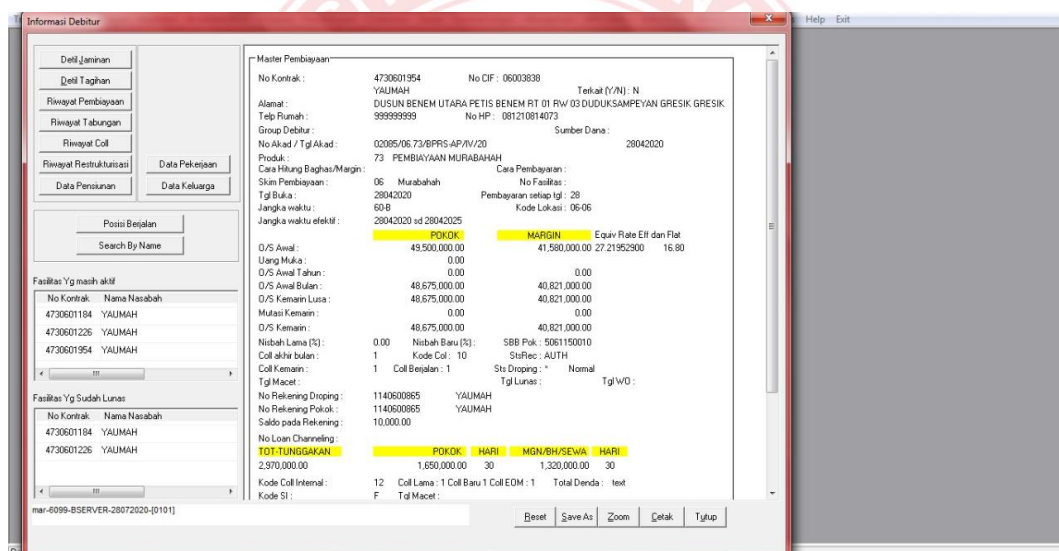 Informasi Debitur
Help Exit
Detil Jaminan
Detil Tagihan
Riwayat Pembiayaan
Riwayat Tabungan
Riwayat Coll
Riwayat Restrukturisasi
Data Pekerjaan
Data Pensiunan
Data Keluarga
Posisi Berjalan
Search By Name
Fasilitas Yg masih aktif
No Kontrak Nama Nasabah
4730601184 YAUMAH
4730601226 YAUMAH
4730601954 YAUMAH
Fasilitas Yg Sudah Lunas
No Kontrak Nama Nasabah
4730601184 YAUMAH
4730601226 YAUMAH
mar-6099-BSERVER-28072020-[0101]
Master Pembiayaan
No Kontrak : 4730601954 No CIF : 06003838
YAUMAH Terkait (Y/N) : N
Alamat : DUSUN BENEM UTARA PETIS BENEM RT 01 RW 03 DUDUKSAMPEYAN GRESIK GRESIK
Telp Rumah : 999999999 No HP : 081210814073
Group Debitur : Sumber Dana :
No Akad / Tgl Akad : 02085/06.73/BPRS-AP/IV/20 28042020
Produk : 73 PEMBIAYAAN MURABAHAH
Cara Hitung Baghas/Margin : Cara Pembayaran :
Skim Pembiayaan : 06 Murabahah No Fasilitas :
Tgl Buka : 28042020 Pembayaran setiap tgl : 28
Jangka waktu : 60-B Kode Lokasi : 06-06
Jangka waktu efektif : 28042020 sd 28042025
POKOK MARGIN Equiv Rate Eff dan Flat
O/S Awal : 49,500,000.00 41,580,000.00 27.21952900 16.80
Uang Muka : 0.00
O/S Awal Tahun : 0.00 0.00
O/S Awal Bulan : 48,675,000.00 40,821,000.00
O/S Kemarin Lusa : 48,675,000.00 40,821,000.00
Mutasi Kemarin : 0.00 0.00
O/S Kemarin : 48,675,000.00 40,821,000.00
Nisbah Lama (%) : 0.00 Nisbah Baru (%) : SBB Pok : 5061150010
Coll akhir bulan : 1 Kode Col : 10 StsRec : AUTH
Coll Kemarin : 1 Coll Berjalan : 1 Sts Droping : * Normal
Tgl Macet : Tgl Lunas : Tgl WO :
No Rekening Droping : 1140600865 YAUMAH
No Rekening Pokok : 1140600865 YAUMAH
Saldo pada Rekening : 10,000.00
No Loan Channeling :
TOT-TUNGGAKAN POKOK HARI MGN/BH/SEWA HARI
2,970,000.00 1,650,000.00 30 1,320,000.00 30
Kode Coll Internal : 12 Coll Lama : 1 Coll Baru 1 Coll EOM : 1 Total Denda : text
Kode SI : F Tgl Macet :
Reset Save As Zoom Cetak Tutup